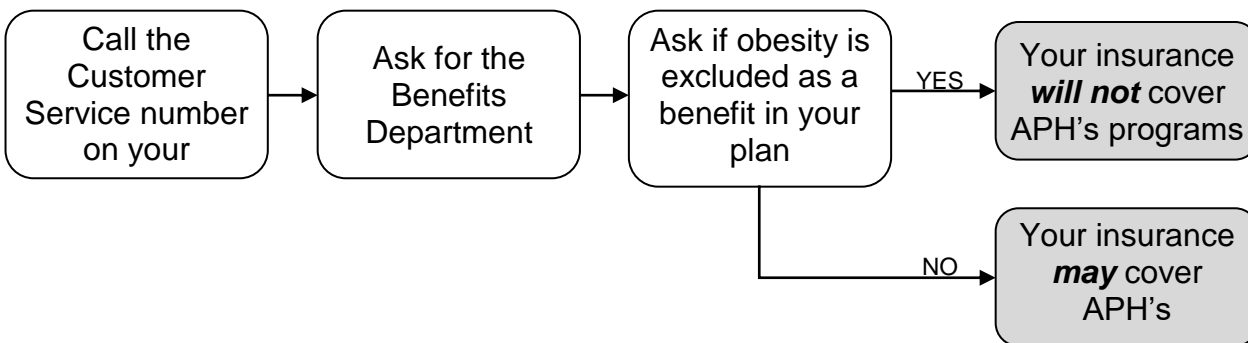 Call the
Customer
Service number
on your
Ask for the
Benefits
Department
Ask if obesity is
excluded as a
benefit in your
plan
YES
Your insurance
will not cover
APH’s programs
NO
Your insurance
may cover
APH’s